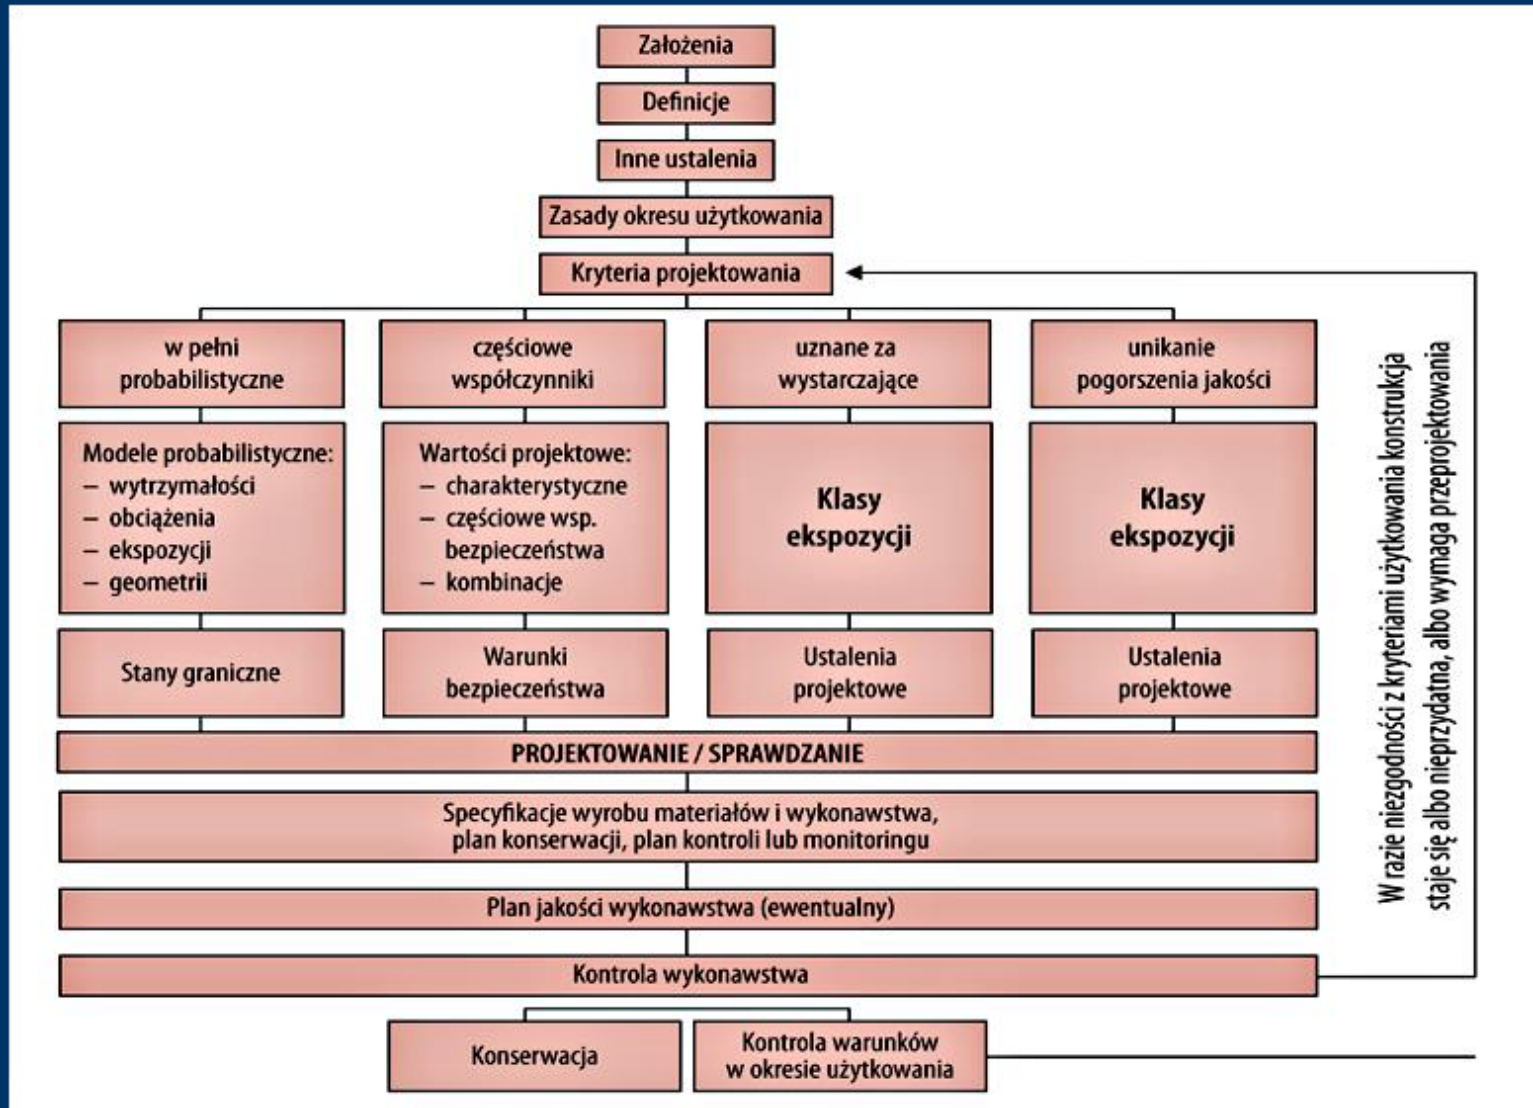 Założenia
Definicje
Inne ustalenia
Zasady okresu użytkowania
Kryteria projektowania
w pełni
probabilistyczne
częściowe
współczynniki
uznane za
wystarczające
unikanie
pogorszenia jakości
Modele probabilistyczne:
– wytrzymałości
– obciążenia
– ekspozycji
– geometrii
Wartości projektowe:
– charakterystyczne
– częściowe wsp.
bezpieczeństwa
– kombinacje
Klasy
ekspozycji
Klasy
ekspozycji
Stany graniczne
Warunki
bezpieczeństwa
Ustalenia
projektowe
Ustalenia
projektowe
PROJEKTOWANIE / SPRAWDZANIE
Specyfikacje wyrobu materiałów i wykonawstwa,
plan konserwacji, plan kontroli lub monitoringu
Plan jakości wykonawstwa (ewentualny)
Kontrola wykonawstwa
Konserwacja
Kontrola warunków
w okresie użytkowania
W razie niezgodności z kryteriami użytkowania konstrukcja
staje się albo nieprzydatna, albo wymaga przeprojektowania